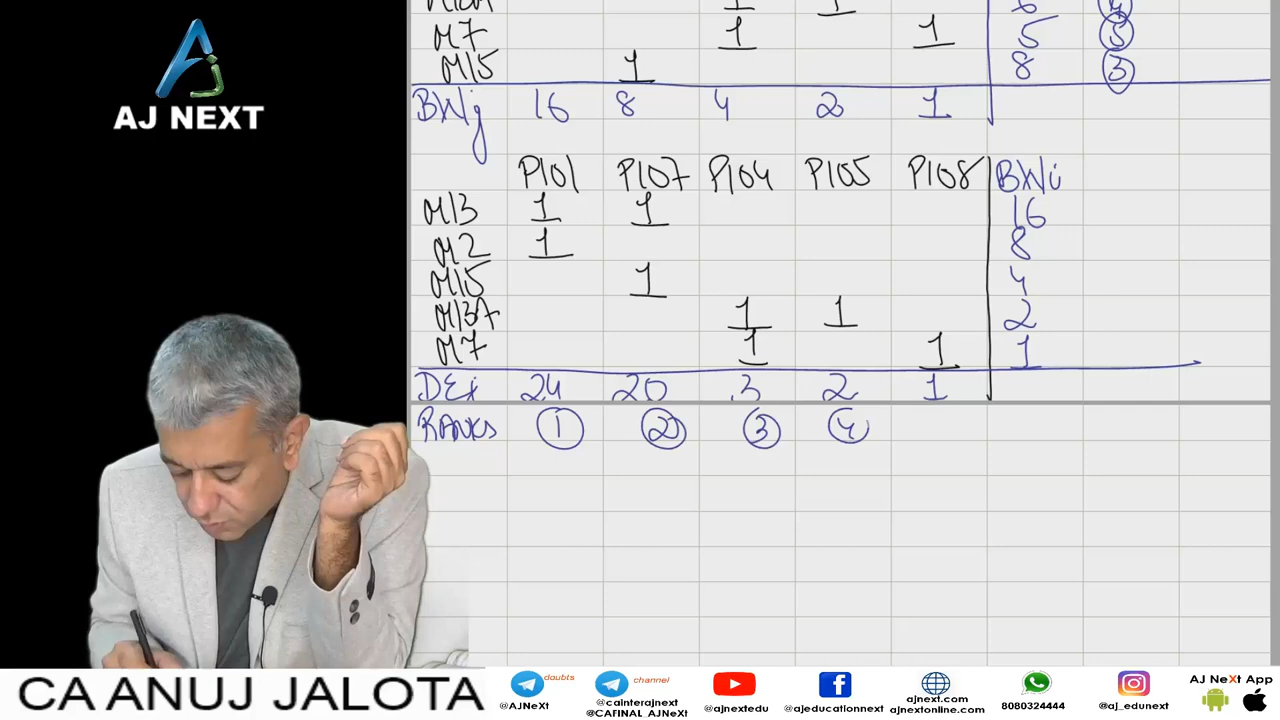 AJ NEXT
M7 1 1 5 5
M15 1 8 3
BWj 16 8 4 2 1
P101 P107 P104 P105 P108 BWi
M13 1 1 16
M2 1 8
M15 1 4
M137 1 1 2
M7 1 1 1
DEi 24 20 3 2 1
RANKS 1 2 3 4
CA ANUJ JALOTA
doubts
@AJNeXt
channel
@cainterajnext
@CAFINAL_AJNeXt
@ajnextedu
@ajeducationnext
ajnext.com
ajnextonline.com
8080324444
@aj_edunext
AJ NeXt App